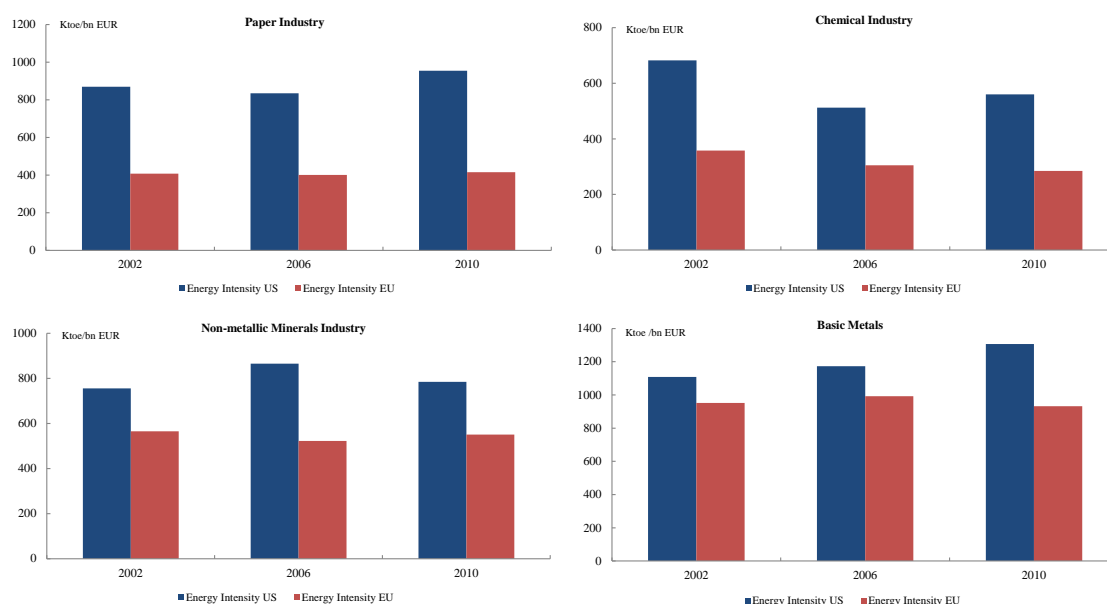 Paper Industry
Ktoe/bn EUR
1200
1000
800
600
400
200
0
2002 2006 2010
Energy Intensity US Energy Intensity EU
Chemical Industry
Ktoe/bn EUR
800
600
400
200
0
2002 2006 2010
Energy Intensity US Energy Intensity EU
Non-metallic Minerals Industry
Ktoe/bn EUR
1000
800
600
400
200
0
2002 2006 2010
Energy Intensity US Energy Intensity EU
Basic Metals
Ktoe /bn EUR
1400
1200
1000
800
600
400
200
0
2002 2006 2010
Energy Intensity US Energy Intensity EU